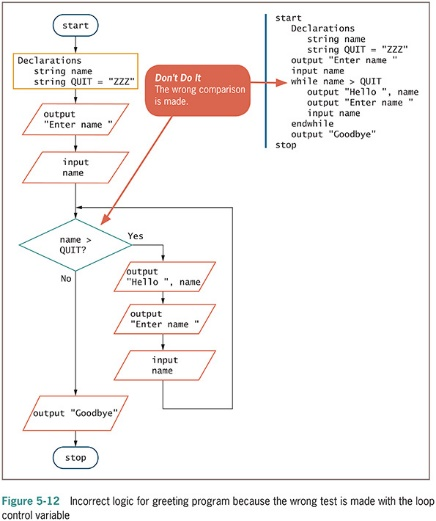 start
Declarations
string name
string QUIT = "ZZZ"
output
"Enter name "
input
name
name >
QUIT?
Yes
No
output
"Hello ", name
output
"Enter name "
input
name
output "Goodbye"
stop
Don't Do It
The wrong comparison
is made.
start
Declarations
string name
string QUIT = "ZZZ"
output "Enter name "
input name
while name > QUIT
output "Hello ", name
output "Enter name "
input name
endwhile
output "Goodbye"
stop
Figure 5-12 Incorrect logic for greeting program because the wrong test is made with the loop
control variable